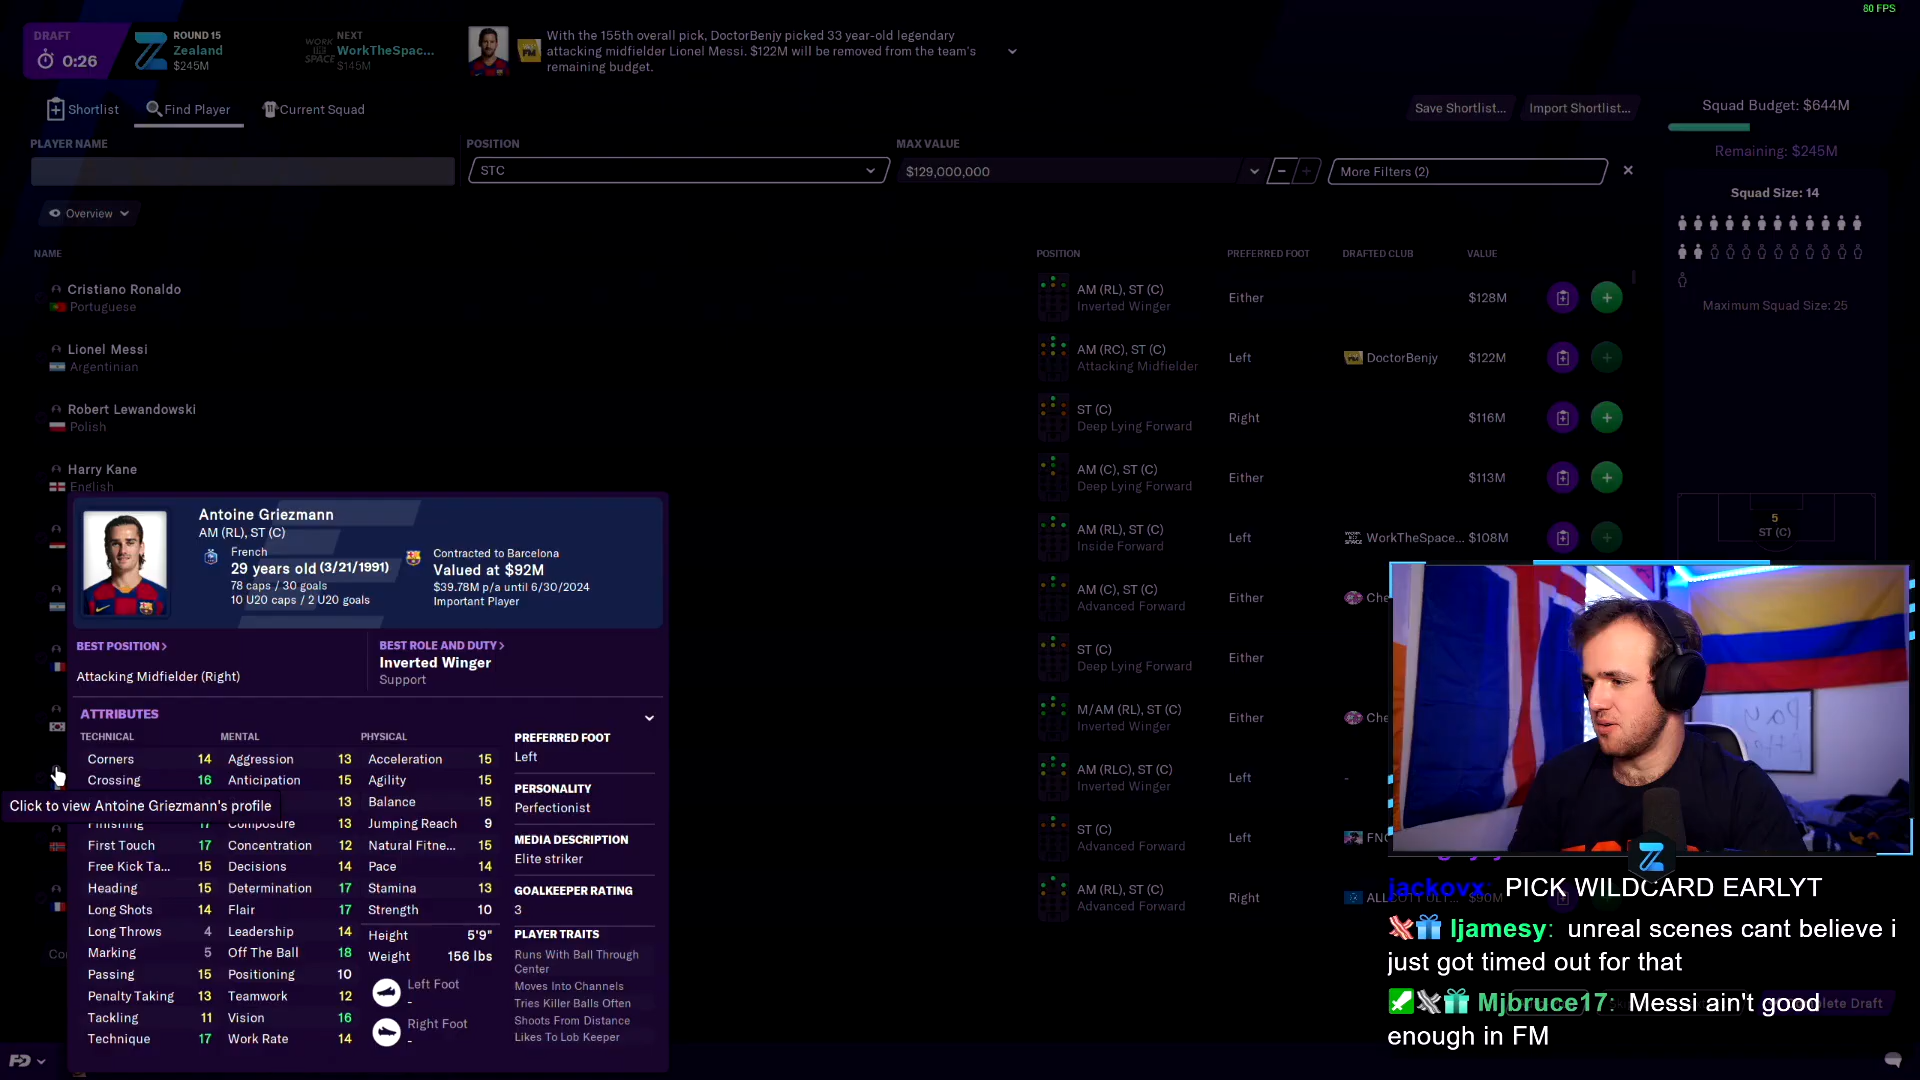 80 FPS
DRAFT
0:26
ROUND 15
Zealand
$245M
NEXT
WorkTheSpac...
$145M
WORK
SPACE
With the 155th overall pick, DoctorBenjy picked 33 year-old legendary
attacking midfielder Lionel Messi. $122M will be removed from the team's
remaining budget.
Shortlist
Find Player
Current Squad
Save Shortlist...
Import Shortlist...
Squad Budget: $644M
Remaining: $245M
PLAYER NAME
POSITION
MAX VALUE
STC
$129,000,000
More Filters (2)
Squad Size: 14
Maximum Squad Size: 25
Overview
NAME
POSITION
PREFERRED FOOT
DRAFTED CLUB
VALUE
Cristiano Ronaldo
Portuguese
AM (RL), ST (C)
Inverted Winger
Either
$128M
Lionel Messi
Argentinian
AM (RC), ST (C)
Attacking Midfielder
Left
DoctorBenjy
$122M
Robert Lewandowski
Polish
ST (C)
Deep Lying Forward
Right
$116M
Harry Kane
English
AM (C), ST (C)
Deep Lying Forward
Either
$113M
AM (RL), ST (C)
Inside Forward
Left
WorkTheSpace...
$108M
AM (C), ST (C)
Advanced Forward
Either
Che
ST (C)
Deep Lying Forward
Either
M/AM (RL), ST (C)
Inverted Winger
Either
Che
AM (RLC), ST (C)
Inverted Winger
Left
-
ST (C)
Advanced Forward
Left
FN
AM (RL), ST (C)
Advanced Forward
Right
$90M
5
ST (C)
Antoine Griezmann
AM (RL), ST (C)
French
29 years old (3/21/1991)
78 caps / 30 goals
10 U20 caps / 2 U20 goals
Contracted to Barcelona
Valued at $92M
$39.78M p/a until 6/30/2024
Important Player
BEST POSITION
Attacking Midfielder (Right)
BEST ROLE AND DUTY
Inverted Winger
Support
ATTRIBUTES
TECHNICAL
MENTAL
PHYSICAL
Corners 14 Aggression 13 Acceleration 15
Crossing 16 Anticipation 15 Agility 15
13 Balance 15
Finishing 17 Composure 13 Jumping Reach 9
First Touch 17 Concentration 12 Natural Fitne... 15
Free Kick Ta... 15 Decisions 14 Pace 14
Heading 15 Determination 17 Stamina 13
Long Shots 14 Flair 17 Strength 10
Long Throws 4 Leadership 14
Marking 5 Off The Ball 18
Passing 15 Positioning 10
Penalty Taking 13 Teamwork 12
Tackling 11 Vision 16
Technique 17 Work Rate 14
Height 5'9"
Weight 156 lbs
Left Foot
-
Right Foot
-
PREFERRED FOOT
Left
PERSONALITY
Perfectionist
MEDIA DESCRIPTION
Elite striker
GOALKEEPER RATING
3
PLAYER TRAITS
Runs With Ball Through
Center
Moves Into Channels
Tries Killer Balls Often
Shoots From Distance
Likes To Lob Keeper
Click to view Antoine Griezmann's profile
jackovx: PICK WILDCARD EARLYT
ljamesy: unreal scenes cant believe i
just got timed out for that
Mjbruce17: Messi ain't good
enough in FM
Draft